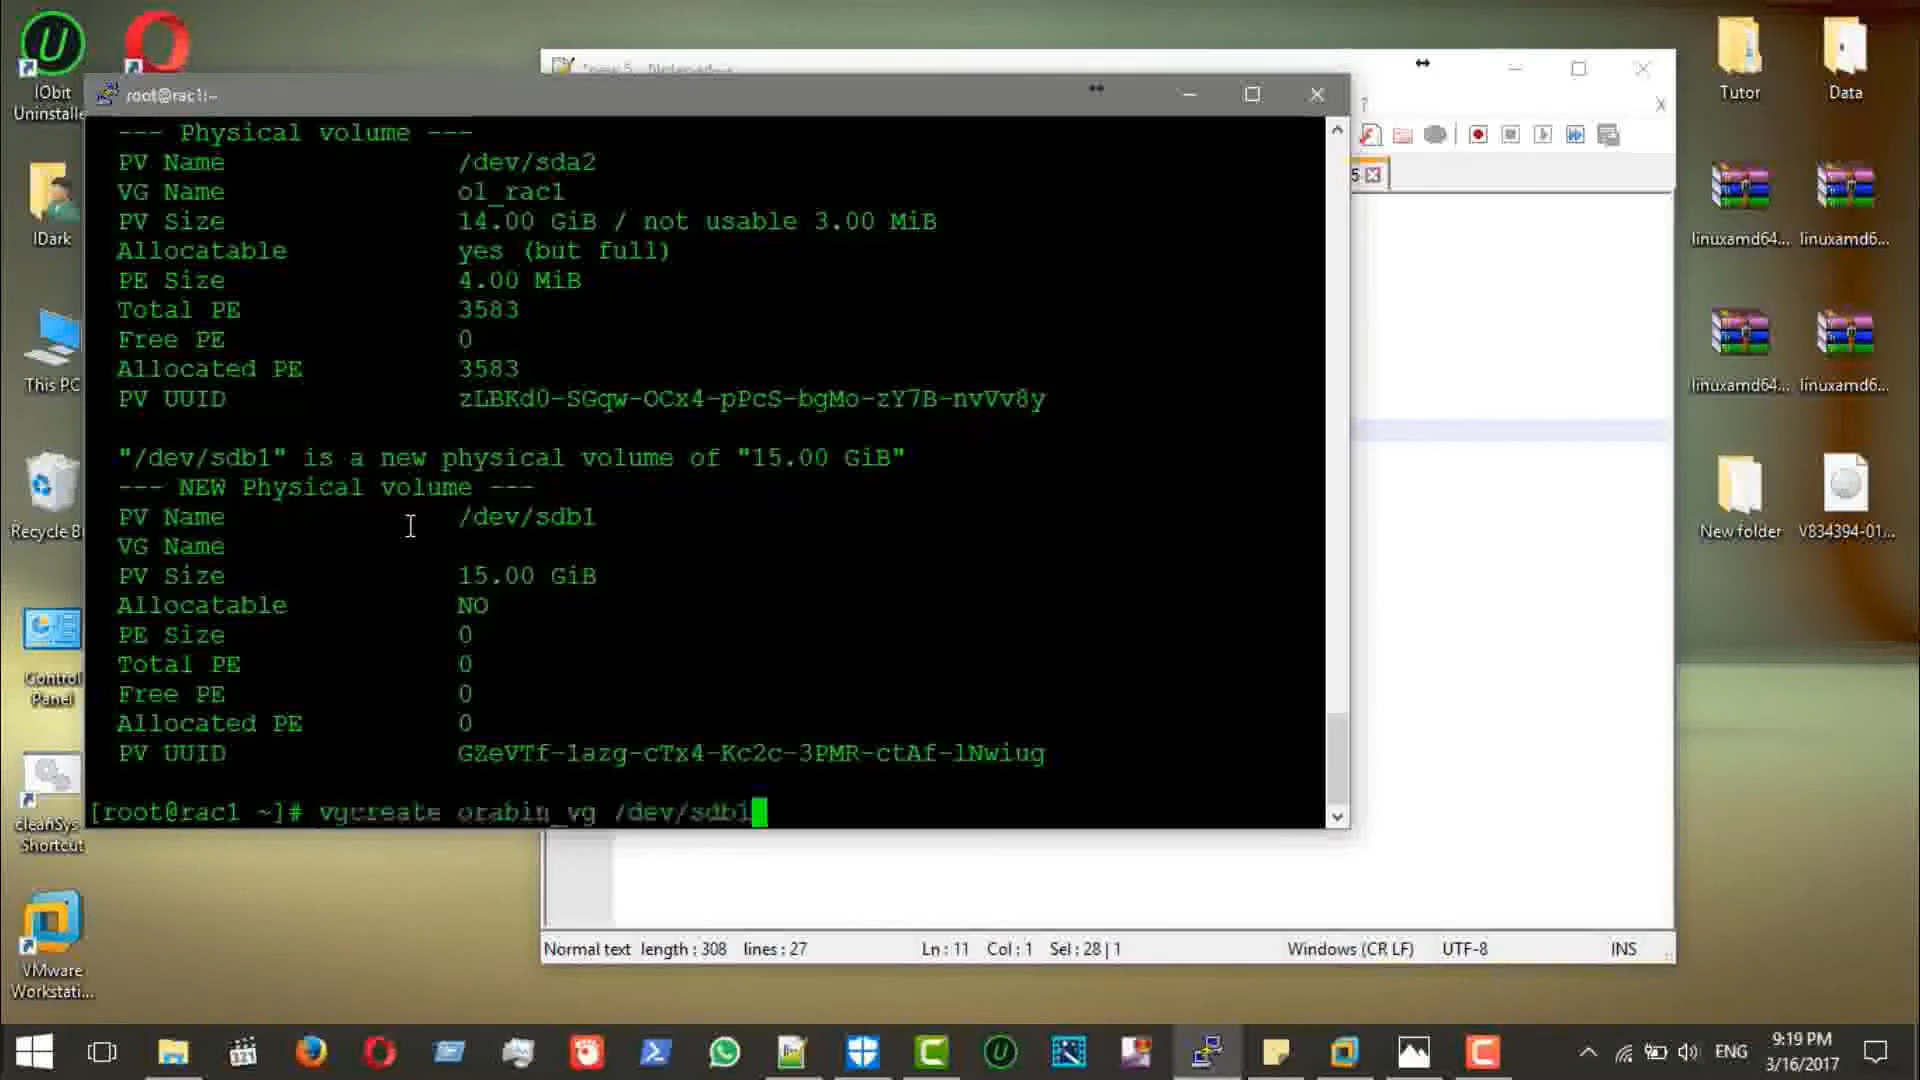 IObit
Uninstalle
IDark
This PC
Recycle B
Control
Panel
cleanSys
Shortcut
VMware
Workstati...
root@rac1:~
--- Physical volume ---
PV Name /dev/sda2
VG Name ol_rac1
PV Size 14.00 GiB / not usable 3.00 MiB
Allocatable yes (but full)
PE Size 4.00 MiB
Total PE 3583
Free PE 0
Allocated PE 3583
PV UUID zLBKd0-SGqw-OCx4-pPcS-bgMo-zY7B-nvVv8y
"/dev/sdb1" is a new physical volume of "15.00 GiB"
--- NEW Physical volume ---
PV Name /dev/sdb1
VG Name
PV Size 15.00 GiB
Allocatable NO
PE Size 0
Total PE 0
Free PE 0
Allocated PE 0
PV UUID GZeVTf-1azg-cTx4-Kc2c-3PMR-ctAf-lNwiug
[root@rac1 ~]# vgcreate orabin_vg /dev/sdb1
?
5
Normal text length : 308 lines : 27 Ln : 11 Col : 1 Sel : 28 | 1 Windows (CR LF) UTF-8 INS
Tutor
Data
linuxamd64...
linuxamd6...
linuxamd64...
linuxamd6...
New folder
V834394-01...
321
ENG
9:19 PM
3/16/2017